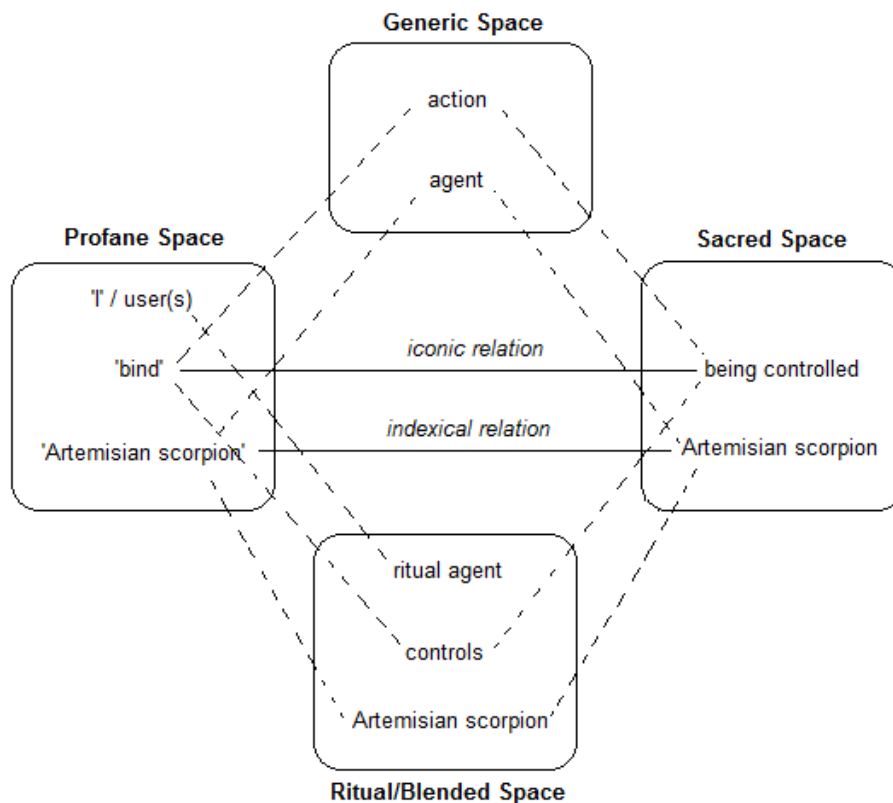 Generic Space
action
agent
Profane Space
Sacred Space
'I' / user(s)
iconic relation
'bind'
being controlled
indexical relation
'Artemisian scorpion'
Artemisian scorpion
ritual agent
controls
Artemisian scorpion
Ritual/Blended Space